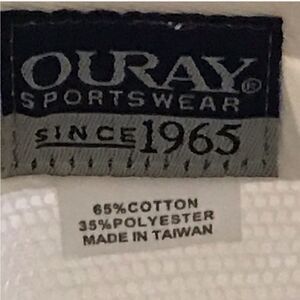 OURAY®
SPORTSWEAR
SINCE 1965
65%COTTON
35%POLYESTER
MADE IN TAIWAN